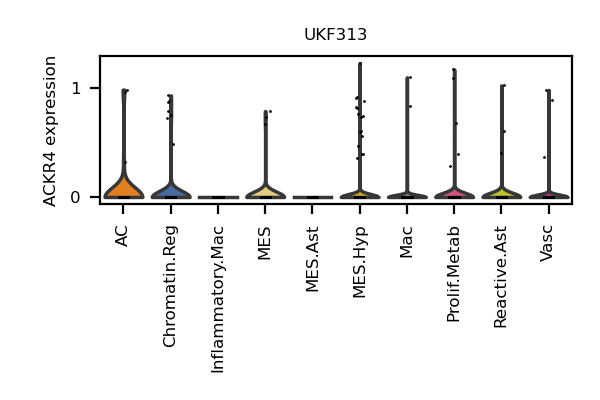 UKF313
ACKR4 expression
1
0
AC
Chromatin.Reg
Inflammatory.Mac
MES
MES.Ast
MES.Hyp
Mac
Prolif.Metab
Reactive.Ast
Vasc